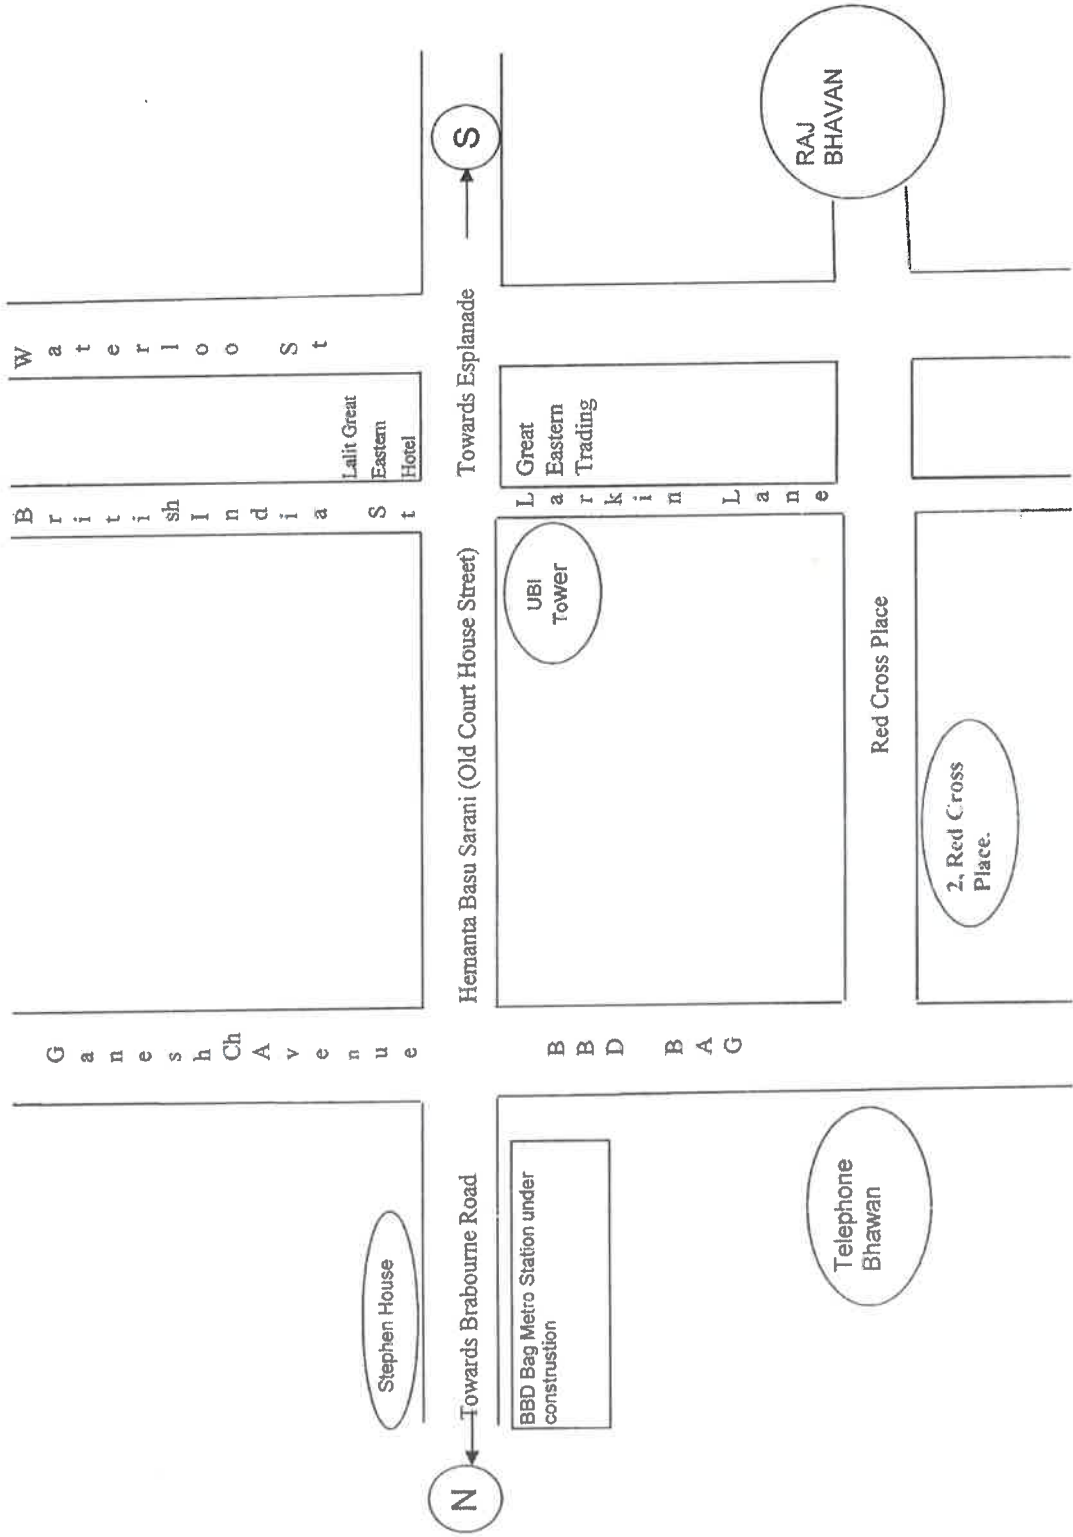 Ganesh Ch Avenue
British India St
Waterloo St
Stephen House
Lalit Great
Eastern
Hotel
N
Towards Brabourne Road
Hemanta Basu Sarani (Old Court House Street)
Towards Esplanade
S
BBD Bag Metro Station under
construstion
BBD BAG
UBI
Tower
Larkin Lane
Great
Eastern
Trading
Telephone
Bhawan
Red Cross Place
RAJ
BHAVAN
2, Red Cross
Place.